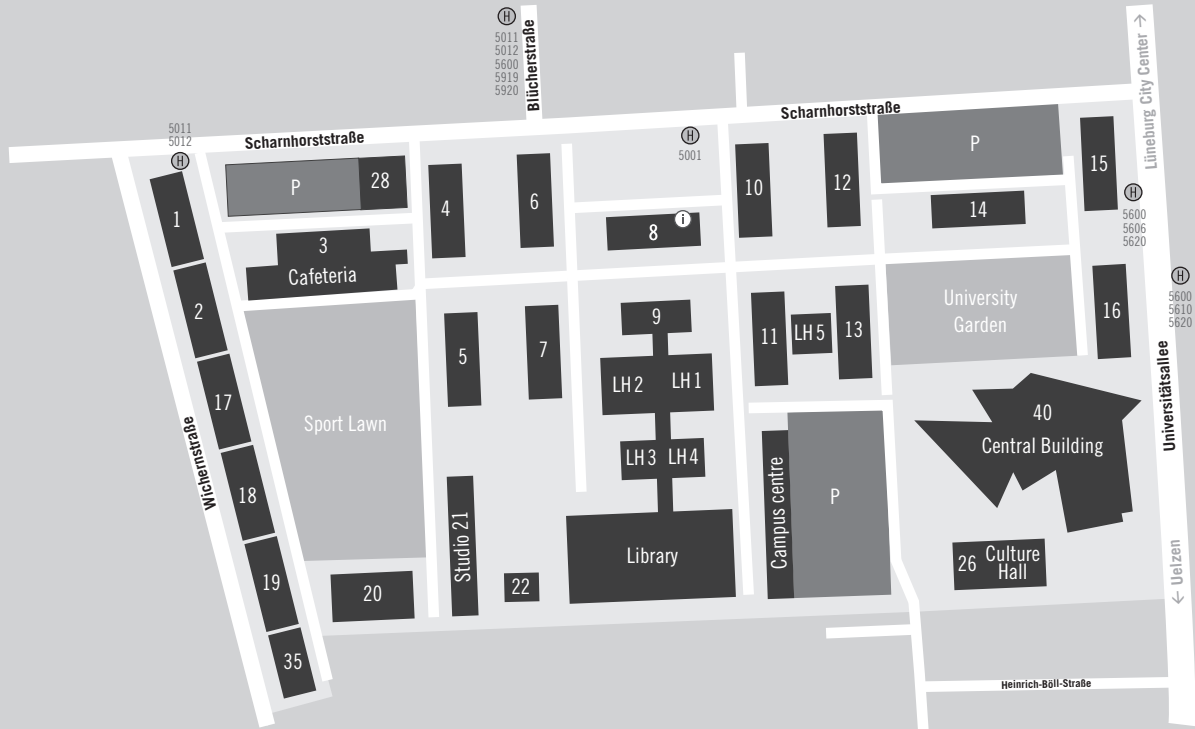 H
5011
5012
5600
5919
5920
Blücherstraße
Lüneburg City Center →
5011
5012
H
Scharnhorststraße
H
5001
Scharnhorststraße
P
28
4
6
8
i
10
12
P
14
15
H
5600
5606
5620
1
3
Cafeteria
2
5
7
9
LH 2
LH 1
LH 3
LH 4
11
LH 5
13
University
Garden
16
H
5600
5610
5620
Universitätsallee
17
Sport Lawn
Wichernstraße
18
19
35
20
Studio 21
22
Library
Campus centre
P
40
Central Building
26
Culture
Hall
← Uelzen
Heinrich-Böll-Straße